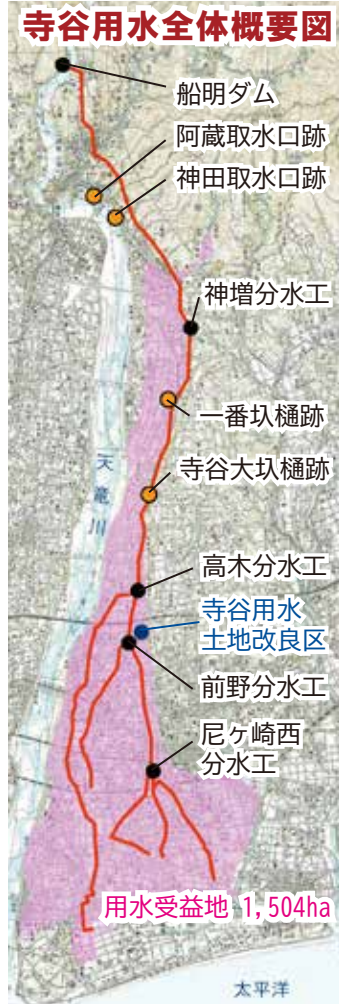 寺谷用水全体概要図
船明ダム
阿蔵取水口跡
神田取水口跡
神増分水工
一番圦樋跡
天竜川
寺谷大圦樋跡
高木分水工
寺谷用水
土地改良区
前野分水工
尼ヶ崎西
分水工
用水受益地 1,504ha
太平洋